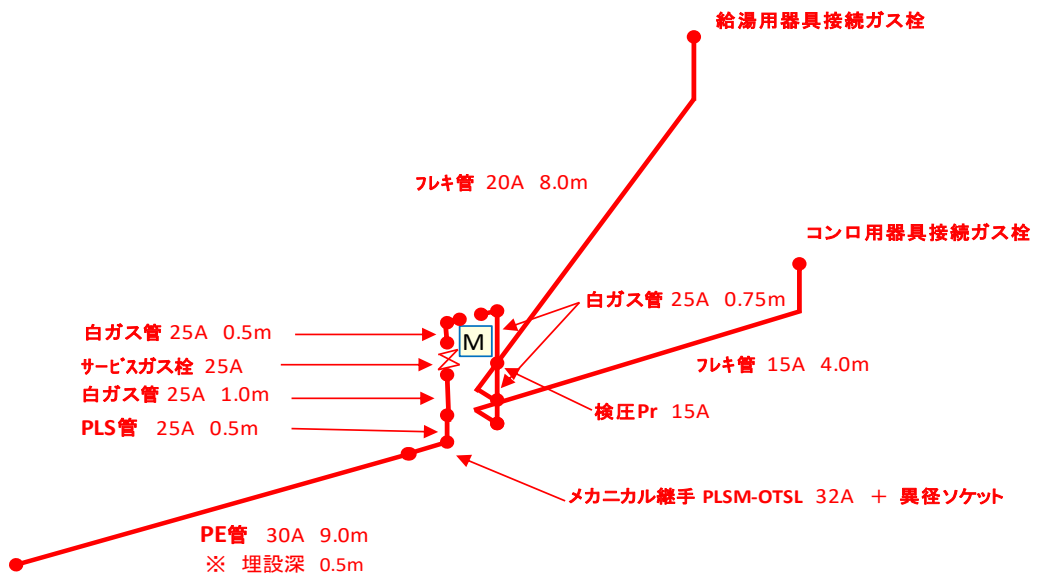 給湯用器具接続ガス栓
フレキ管 20A 8.0m
コンロ用器具接続ガス栓
白ガス管 25A 0.75m
白ガス管 25A 0.5m
M
サービスガス栓 25A
フレキ管 15A 4.0m
白ガス管 25A 1.0m
検圧Pr 15A
PLS管 25A 0.5m
メカニカル継手 PLSM-OTSL 32A + 異径ソケット
PE管 30A 9.0m
※ 埋設深 0.5m